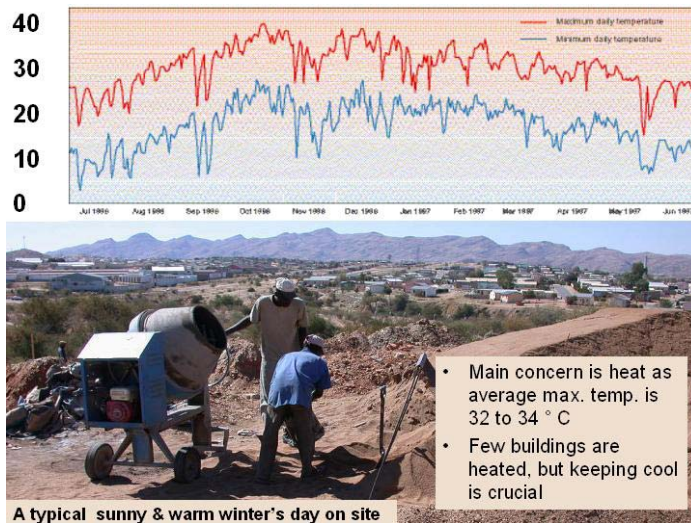 40
30
20
10
0
Maximum daily temperature
Minimum daily temperature
Jul 1996 Aug 1996 Sep 1996 Oct 1996 Nov 1996 Dec 1996 Jan 1997 Feb 1997 Mar 1997 Apr 1997 May 1997 Jun 199
• Main concern is heat as
average max. temp. is
32 to 34 ° C
• Few buildings are
heated, but keeping cool
is crucial
A typical sunny & warm winter's day on site